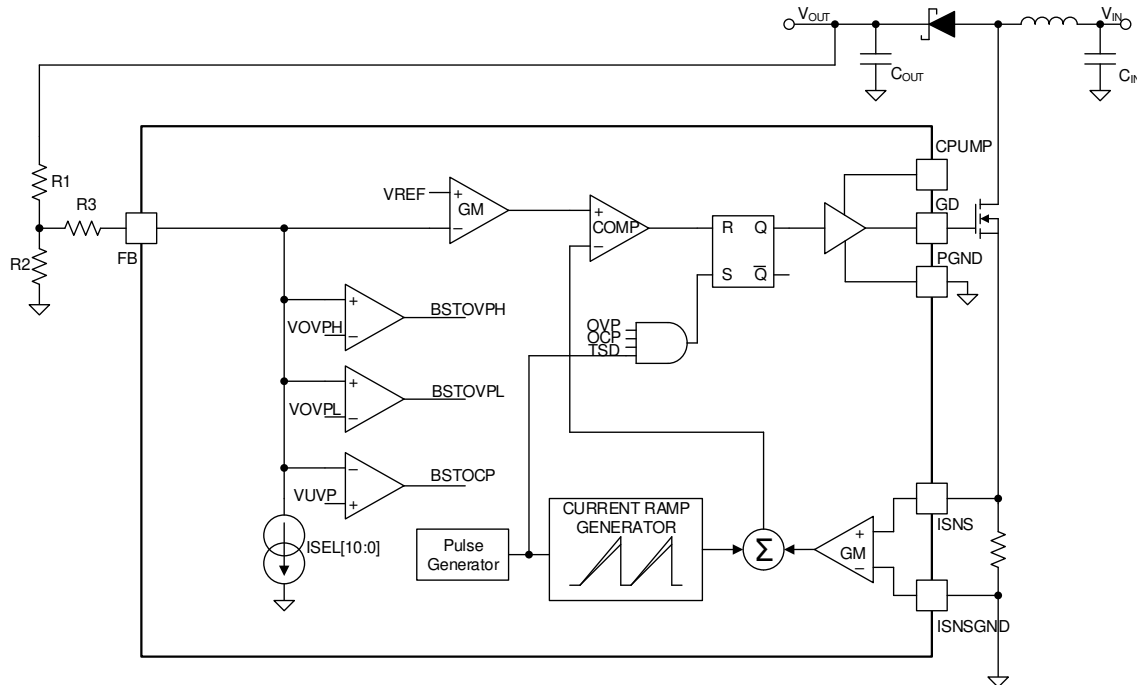 VOUT
VIN
COUT
CIN
CPUMP
R1
R3
VREF
+
GM
−
+
COMP
−
R Q
S Q
GD
FB
R2
PGND
+
VOVPH
−
BSTOVPH
OVP
OCP
TSD
+
VOVPL
−
BSTOVPL
−
VUVP
+
BSTOCP
ISEL[10:0]
Pulse
Generator
CURRENT RAMP
GENERATOR
Σ
+
GM
−
ISNS
ISNSGND